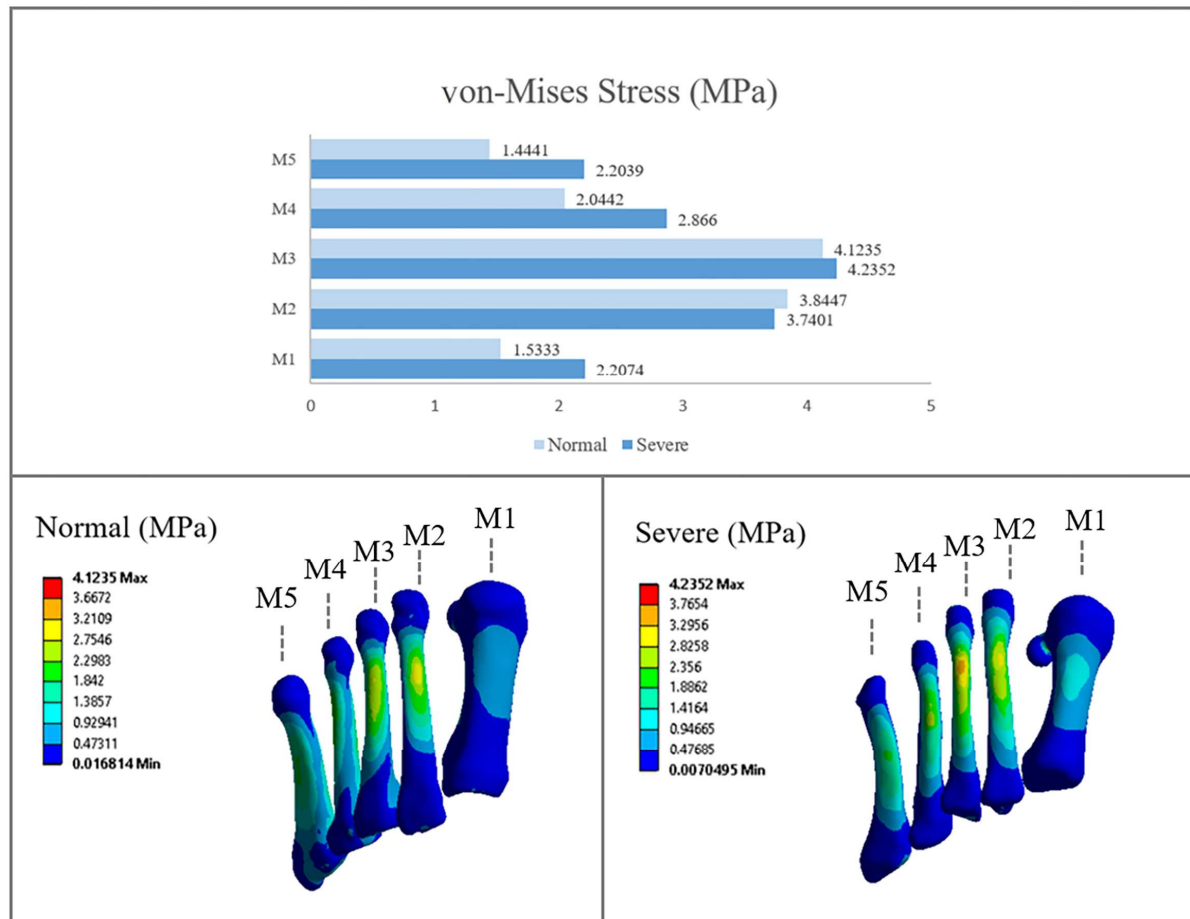 von-Mises Stress (MPa)
M5
1.4441
2.2039
M4
2.0442
2.866
M3
4.1235
4.2352
M2
3.8447
3.7401
M1
1.5333
2.2074
0 1 2 3 4 5
Normal Severe
Normal (MPa)
M5 M4 M3 M2 M1
4.1235 Max
3.6672
3.2109
2.7546
2.2983
1.842
1.3857
0.92941
0.47311
0.016814 Min
Severe (MPa)
M5 M4 M3 M2 M1
4.2352 Max
3.7654
3.2956
2.8258
2.356
1.8862
1.4164
0.94665
0.47685
0.0070495 Min